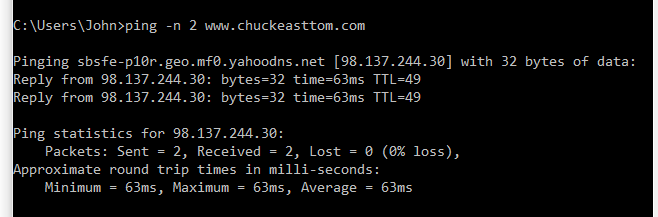 C:\Users\John>ping -n 2 www.chuckeasttom.com
Pinging sbsfe-p10r.geo.mf0.yahoodns.net [98.137.244.30] with 32 bytes of data:
Reply from 98.137.244.30: bytes=32 time=63ms TTL=49
Reply from 98.137.244.30: bytes=32 time=63ms TTL=49
Ping statistics for 98.137.244.30:
    Packets: Sent = 2, Received = 2, Lost = 0 (0% loss),
Approximate round trip times in milli-seconds:
    Minimum = 63ms, Maximum = 63ms, Average = 63ms